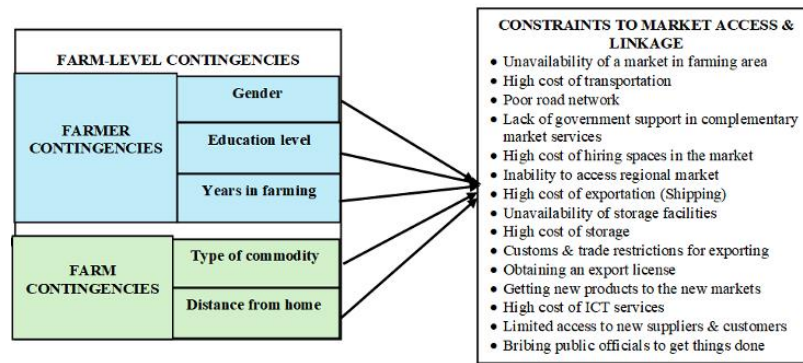 FARM-LEVEL CONTINGENCIES
FARMER
CONTINGENCIES
Gender
Education level
Years in farming
FARM
CONTINGENCIES
Type of commodity
Distance from home
CONSTRAINTS TO MARKET ACCESS &
LINKAGE
• Unavailability of a market in farming area
• High cost of transportation
• Poor road network
• Lack of government support in complementary
market services
• High cost of hiring spaces in the market
• Inability to access regional market
• High cost of exportation (Shipping)
• Unavailability of storage facilities
• High cost of storage
• Customs & trade restrictions for exporting
• Obtaining an export license
• Getting new products to the new markets
• High cost of ICT services
• Limited access to new suppliers & customers
• Bribing public officials to get things done